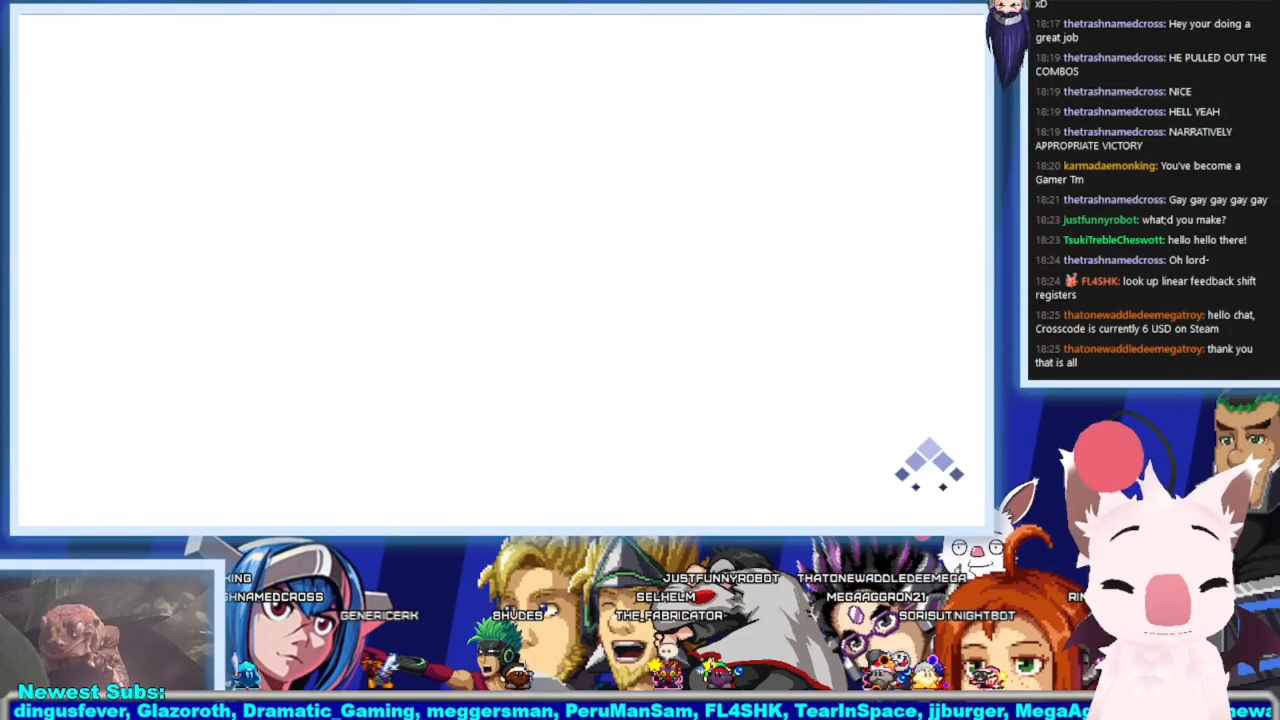 xD
18:17 thetrashnamedcross: Hey your doing a
great job
18:19 thetrashnamedcross: HE PULLED OUT THE
COMBOS
18:19 thetrashnamedcross: NICE
18:19 thetrashnamedcross: HELL YEAH
18:19 thetrashnamedcross: NARRATIVELY
APPROPRIATE VICTORY
18:20 karmadaemonking: You've become a
Gamer Tm
18:21 thetrashnamedcross: Gay gay gay gay gay
18:23 justfunnyrobot: what;d you make?
18:23 TsukiTrebleCheswott: hello hello there!
18:24 thetrashnamedcross: Oh lord-
18:24 FL4SHK: look up linear feedback shift
registers
18:25 thatonewaddledeemegatroy: hello chat,
Crosscode is currently 6 USD on Steam
18:25 thatonewaddledeemegatroy: thank you
that is all
KING JUSTFUNNYROBOT THATONEWADDLEDEEMEGA
SHNAMEDCROSS SELHELM MEGAAGGRON21 RI
GENERICERK 8HVDES THE_FABRICATOR SORISUTNIGHTBOT
Newest Subs:
dingusfever, Glazoroth, Dramatic_Gaming, meggersman, PeruManSam, FL4SHK, TearInSpace, jjburger, MegaAg